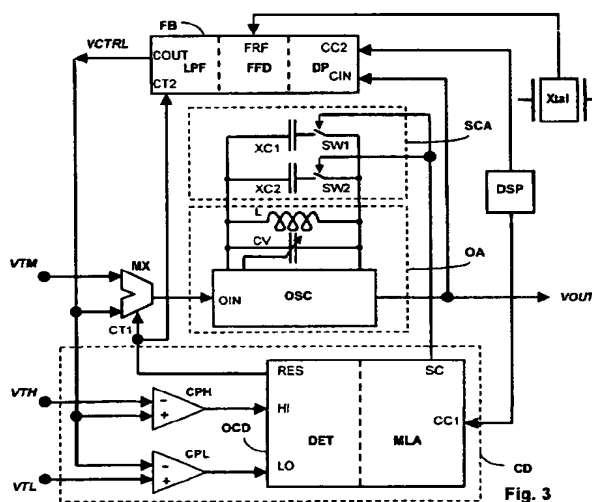 FB
VCTRL
COUT
LPF
FRF
FFD
CC2
DP
CIN
CT2
Xtal
XC1
SW1
SCA
XC2
SW2
DSP
L
CV
OA
VTM
MX
OIN
OSC
VOUT
CT1
RES
SC
VTH
CPH
HI
OCD
DET
MLA
CC1
VTL
CPL
LO
CD
-
+
-
+
Fig. 3